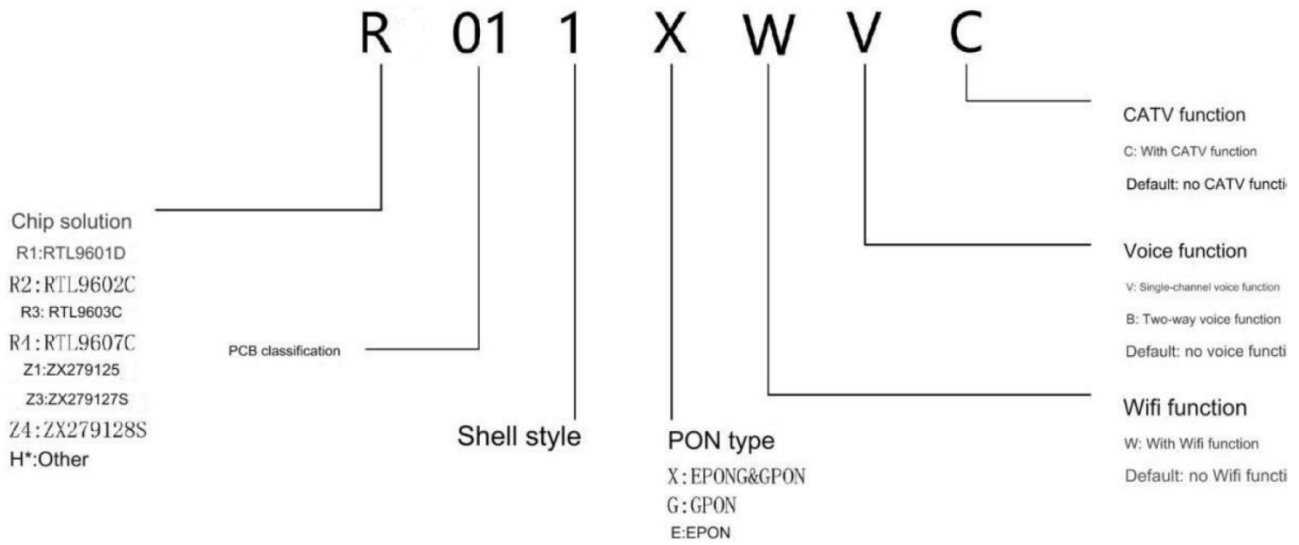 R 01 1 X W V C
Chip solution
R1:RTL9601D
R2:RTL9602C
R3: RTL9603C
R4:RTL9607C
Z1:ZX279125
Z3:ZX279127S
Z4:ZX279128S
H*:Other
PCB classification
Shell style
PON type
X:EPONG&GPON
G:GPON
E:EPON
CATV function
C: With CATV function
Default: no CATV functi
Voice function
V: Single-channel voice function
B: Two-way voice function
Default: no voice functi
Wifi function
W: With Wifi function
Default: no Wifi functi